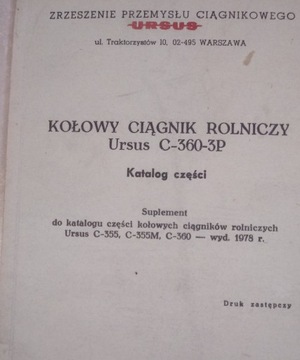 ZRZESZENIE PRZEMYSŁU CIĄGNIKOWEGO
URSUS
ul. Traktorzystów 10, 02-495 WARSZAWA
KOŁOWY CIĄGNIK ROLNICZY
Ursus C-360-3P
Katalog części
Suplement
do katalogu części kołowych ciągników rolniczych
Ursus C-355, C-355M, C-360 — wyd. 1978 r.
Druk zastępczy